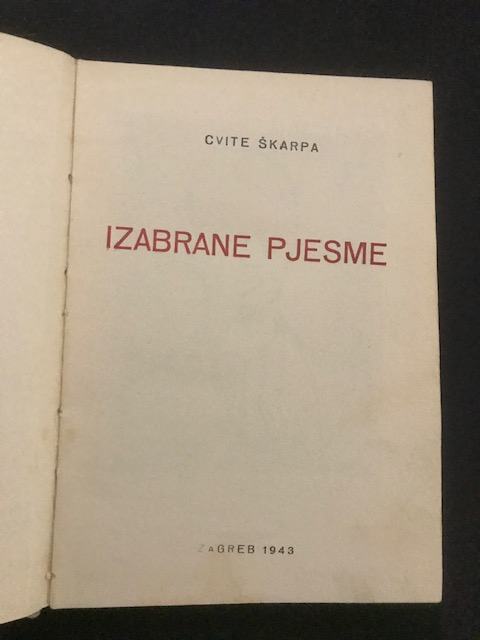 CVITE ŠKARPA
IZABRANE PJESME
ZAGREB 1943